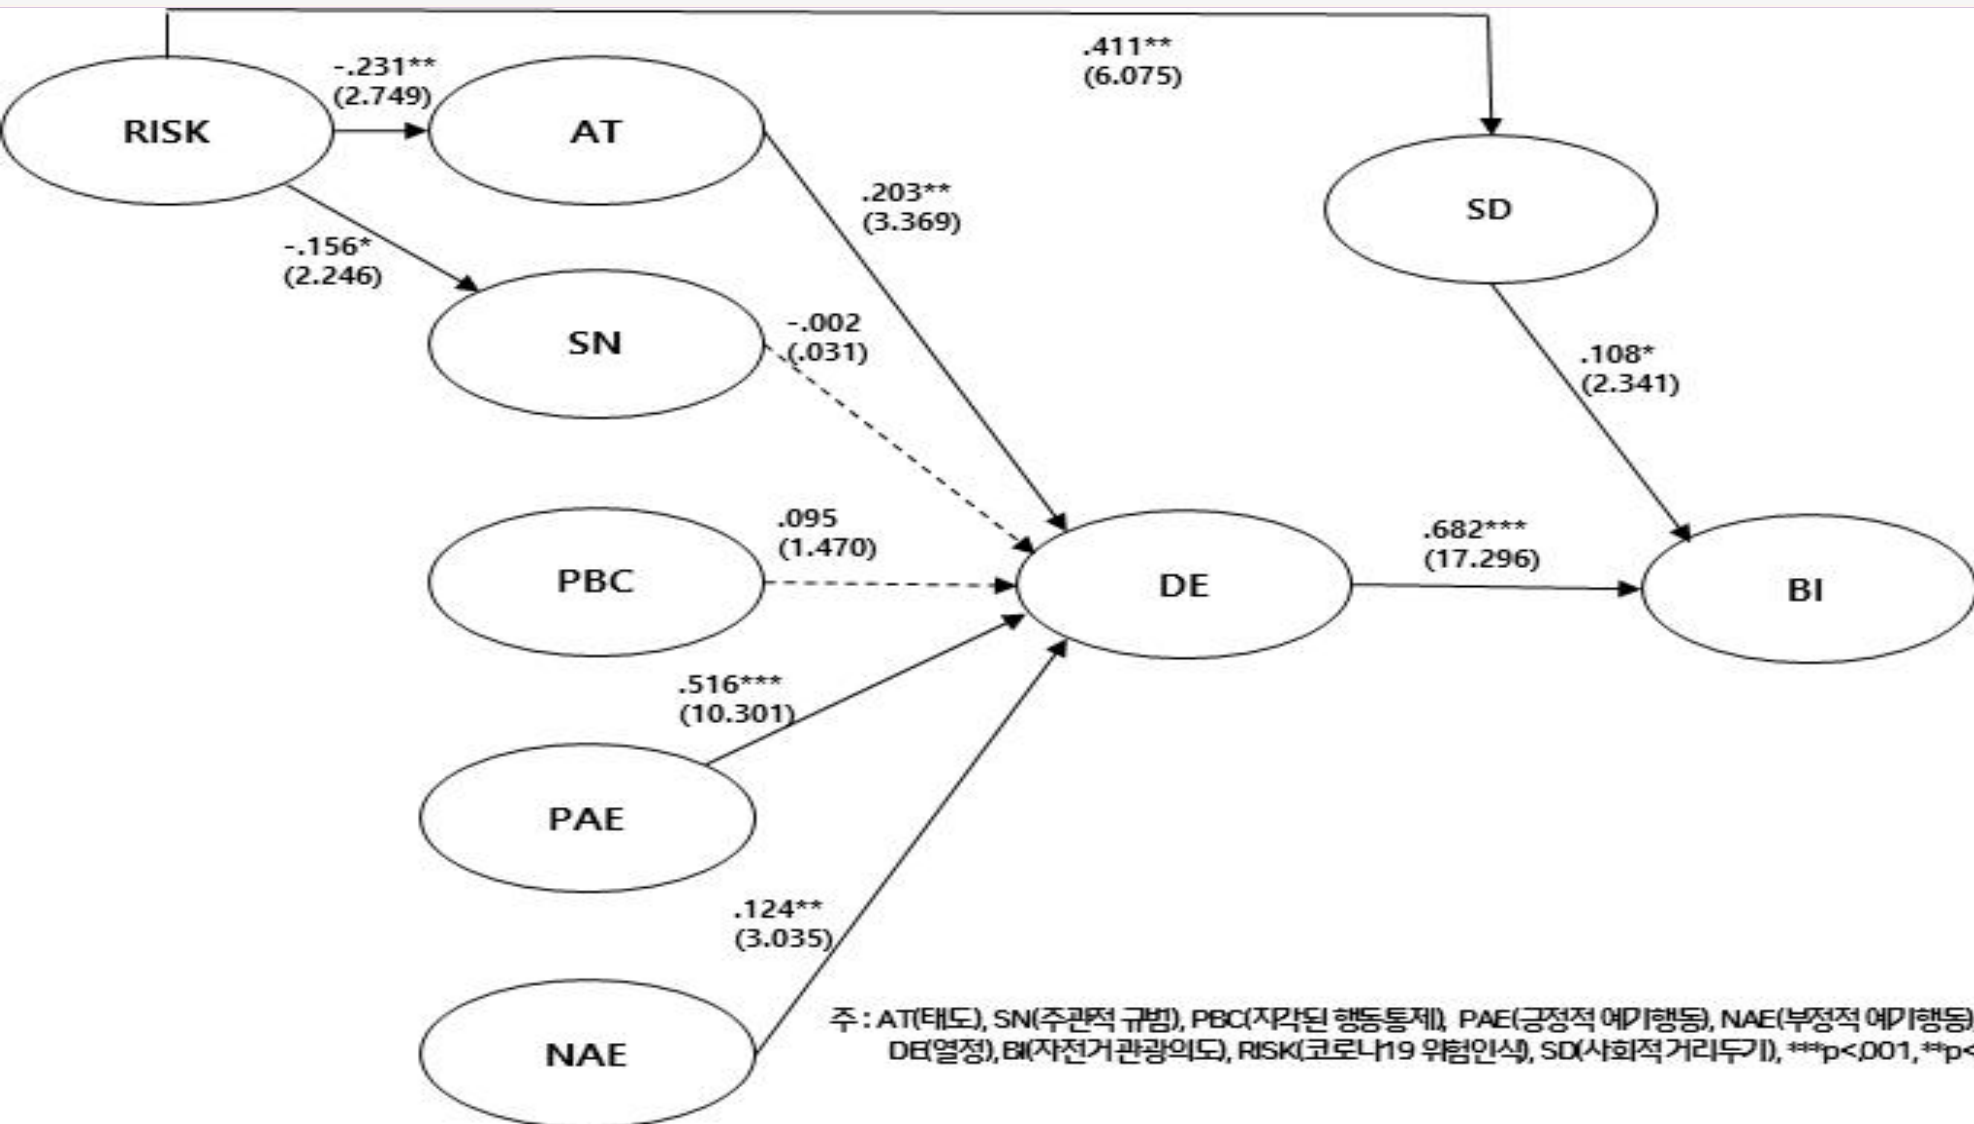 .411**
(6.075)
-.231**
(2.749)
RISK
AT
.203**
(3.369)
SD
-.156*
(2.246)
SN
-.002
(.031)
.108*
(2.341)
.095
(1.470)
PBC
DE
.682***
(17.296)
BI
.516***
(10.301)
PAE
.124**
(3.035)
NAE
주 : AT(태도), SN(주관적 규범), PBC(지각된 행동통제), PAE(긍정적 예기행동), NAE(부정적 예기행동)
DE(열정), BI(자전거 관광의도), RISK(코로나19 위험인식), SD(사회적 거리두기), ***p<.001, **p<